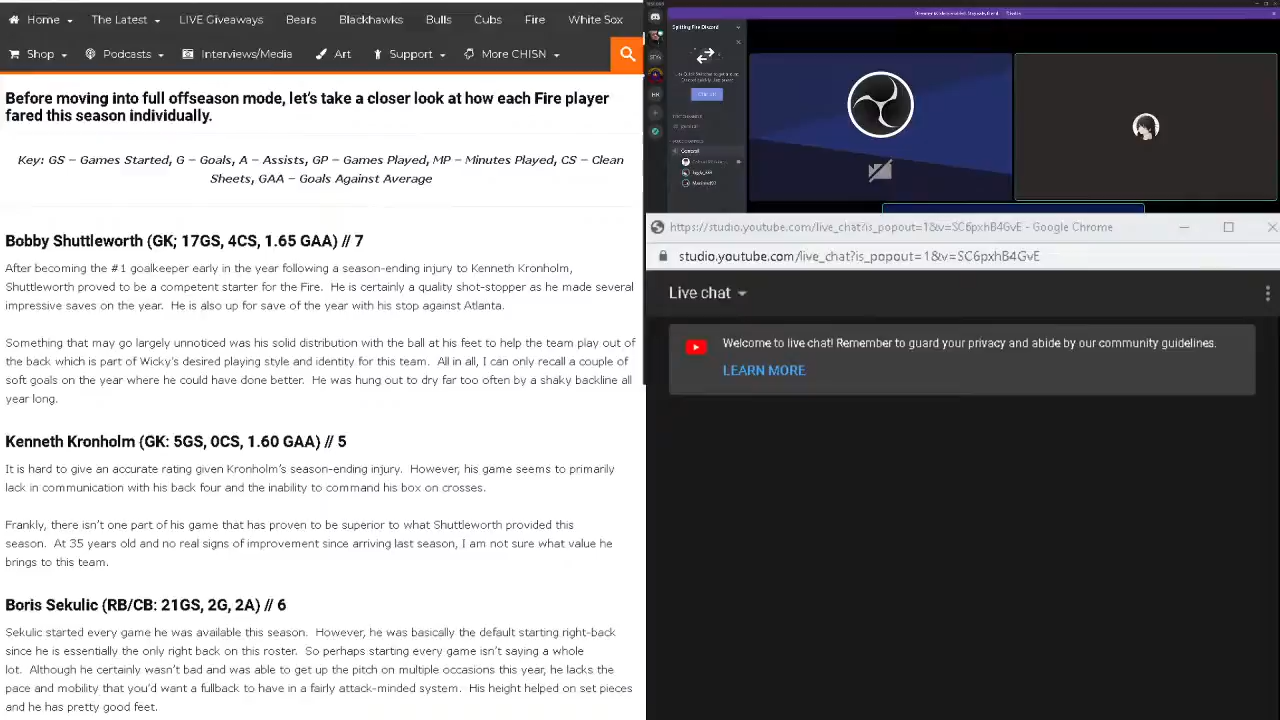 Home
The Latest
LIVE Giveaways
Bears
Blackhawks
Bulls
Cubs
Fire
White Sox
Shop
Podcasts
Interviews/Media
Art
Support
More CHISN
Before moving into full offseason mode, let's take a closer look at how each Fire player
fared this season individually.
Key: GS – Games Started, G – Goals, A – Assists, GP – Games Played, MP – Minutes Played, CS – Clean
Sheets, GAA – Goals Against Average
Bobby Shuttleworth (GK; 17GS, 4CS, 1.65 GAA) // 7
After becoming the #1 goalkeeper early in the year following a season-ending injury to Kenneth Kronholm,
Shuttleworth proved to be a competent starter for the Fire.  He is certainly a quality shot-stopper as he made several
impressive saves on the year.  He is also up for save of the year with his stop against Atlanta.
Something that may go largely unnoticed was his solid distribution with the ball at his feet to help the team play out of
the back which is part of Wicky's desired playing style and identity for this team.  All in all, I can only recall a couple of
soft goals on the year where he could have done better.  He was hung out to dry far too often by a shaky backline all
year long.
Kenneth Kronholm (GK: 5GS, 0CS, 1.60 GAA) // 5
It is hard to give an accurate rating given Kronholm's season-ending injury.  However, his game seems to primarily
lack in communication with his back four and the inability to command his box on crosses.
Frankly, there isn't one part of his game that has proven to be superior to what Shuttleworth provided this
season.  At 35 years old and no real signs of improvement since arriving last season, I am not sure what value he
brings to this team.
Boris Sekulic (RB/CB: 21GS, 2G, 2A) // 6
Sekulic started every game he was available this season.  However, he was basically the default starting right-back
since he is essentially the only right back on this roster.  So perhaps starting every game isn't saying a whole
lot.  Although he certainly wasn't bad and was able to get up the pitch on multiple occasions this year, he lacks the
pace and mobility that you'd want a fullback to have in a fairly attack-minded system.  His height helped on set pieces
and he has pretty good feet.
Spitting Fire Discord
General
https://studio.youtube.com/live_chat?is_popout=1&v=SC6pxhB4GvE - Google Chrome
studio.youtube.com/live_chat?is_popout=1&v=SC6pxhB4GvE
Live chat
Welcome to live chat! Remember to guard your privacy and abide by our community guidelines.
LEARN MORE